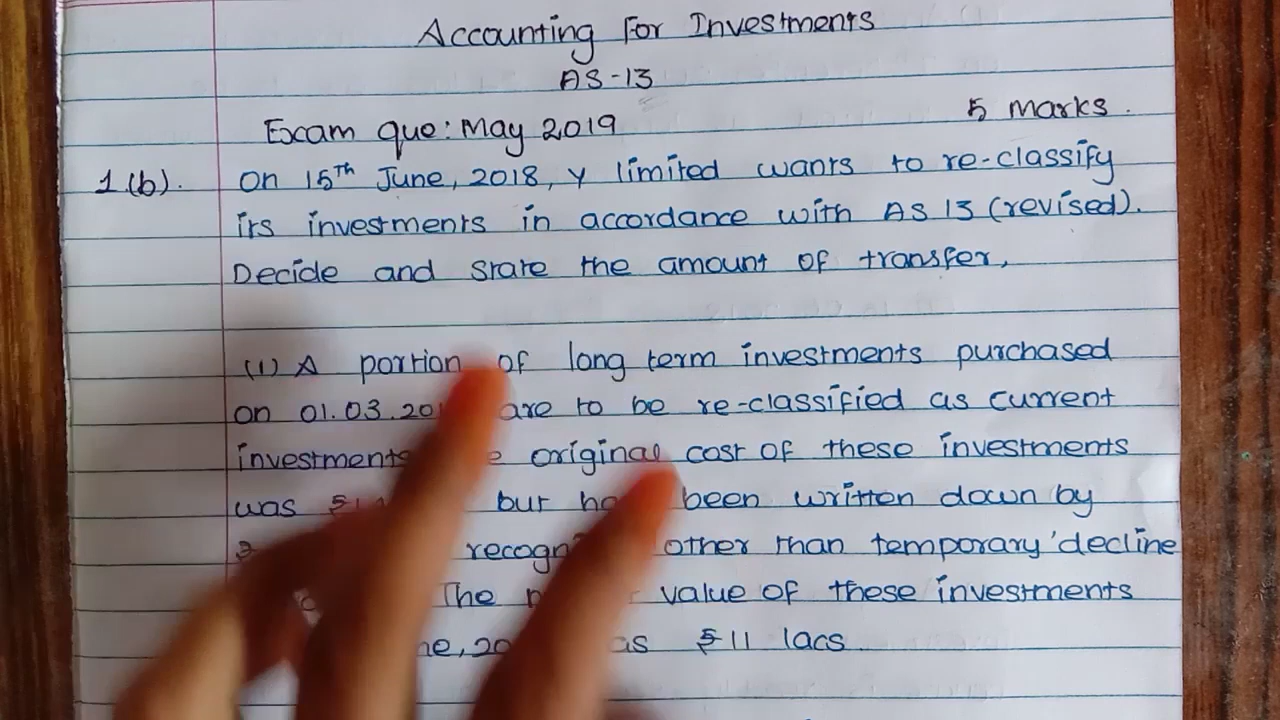 Accounting For Investments
AS-13
5 Marks.
Exam que: May 2019
1(b). On 15th June, 2018, Y limited wants to re-classify
its investments in accordance with AS 13 (revised).
Decide and state the amount of transfer,
(1) A portion of long term investments purchased
on 01.03.20 are to be re-classified as current
investments original cost of these investments
was but been written down by
other than temporary 'decline
The value of these investments
₹11 lacs.